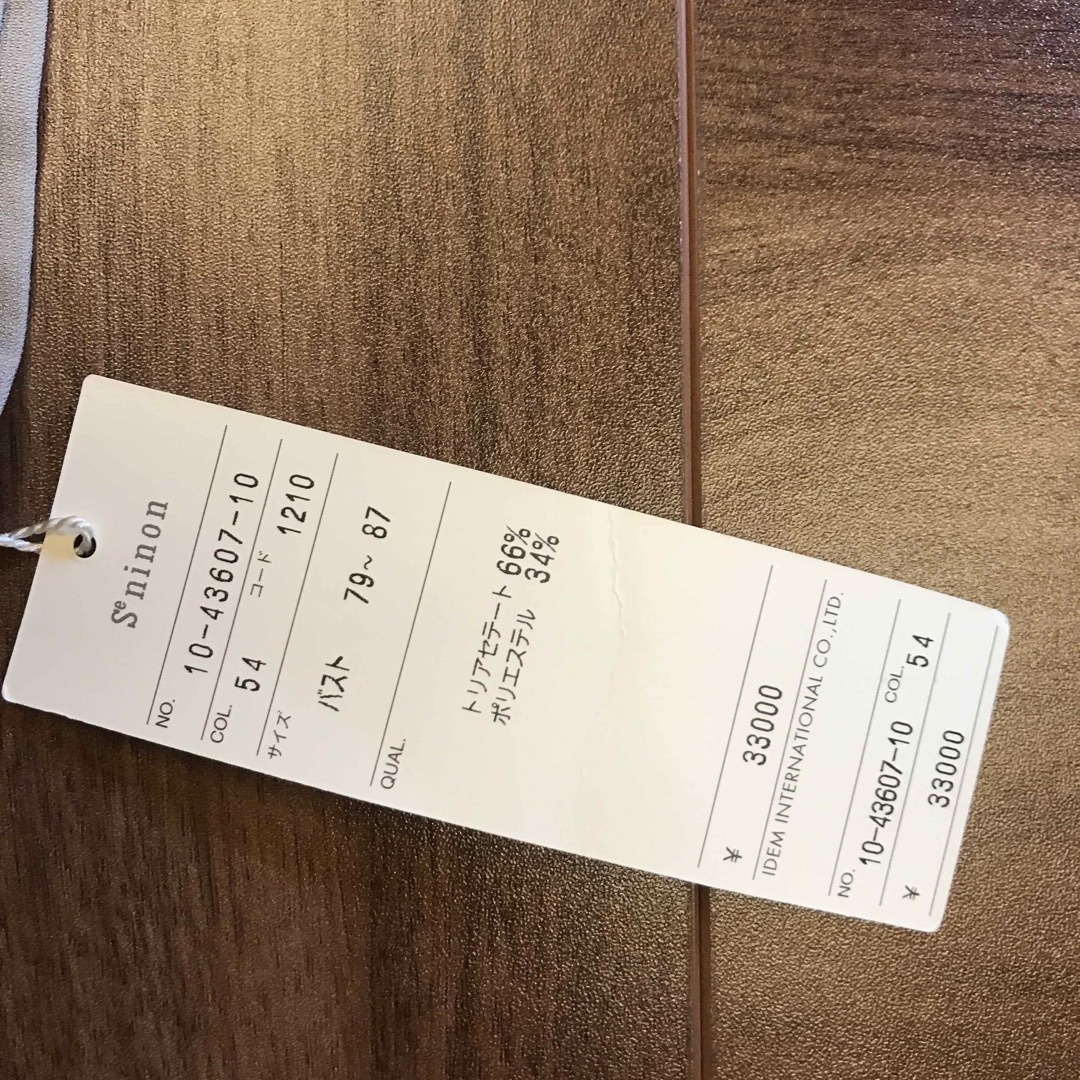 Seninon
NO. 10-43607-10
COL. 54 コード 1210
サイズ
バスト 79~ 87
QUAL.
トリアセテート 66%
ポリエステル 34%
¥ 33000
IDEM INTERNATIONAL CO.,LTD.
NO. 10-43607-10 COL. 54
¥ 33000